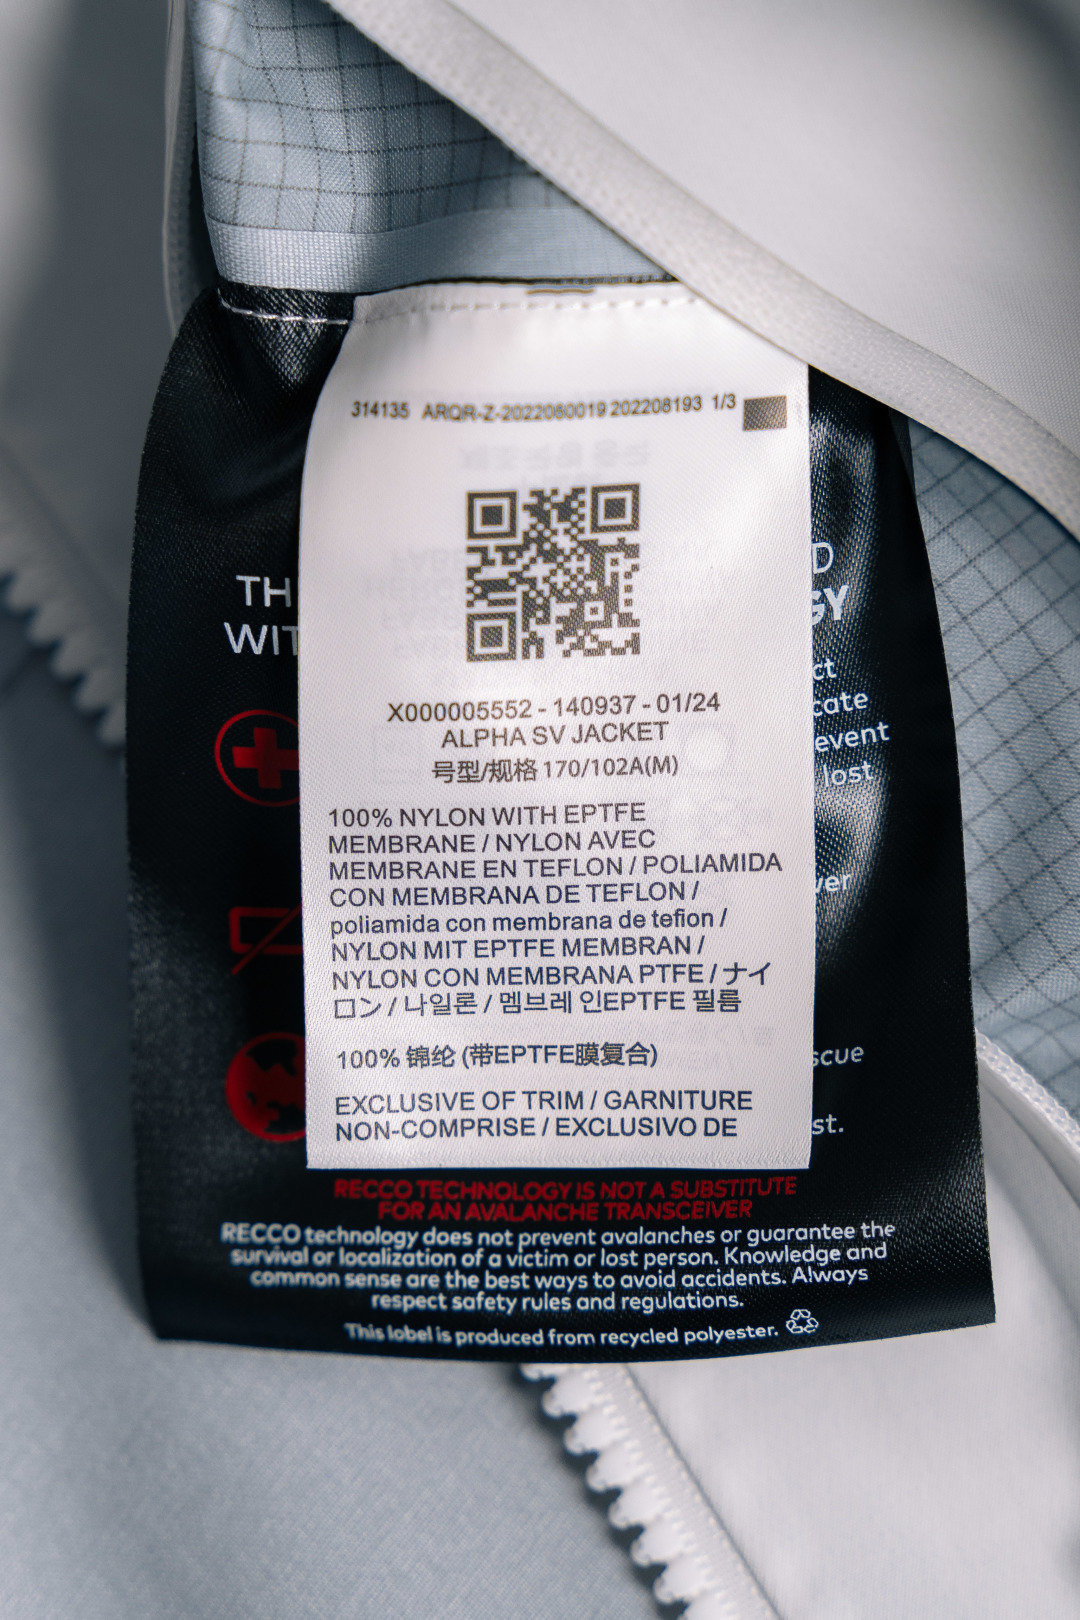 314135 ARQR-Z-2022080019 202208193 1/3
X000005552 - 140937 - 01/24
ALPHA SV JACKET
号型/规格 170/102A(M)
100% NYLON WITH EPTFE
MEMBRANE / NYLON AVEC
MEMBRANE EN TEFLON / POLIAMIDA
CON MEMBRANA DE TEFLON /
poliamida con membrana de teflon /
NYLON MIT EPTFE MEMBRAN /
NYLON CON MEMBRANA PTFE / ナイ
ロン / 나일론 / 멤브레 인EPTFE 필름
100% 锦纶 (带EPTFE膜复合)
EXCLUSIVE OF TRIM / GARNITURE
NON-COMPRISE / EXCLUSIVO DE
TH
WIT
D
GY
ct
cate
event
lost
ver
scue
st.
RECCO TECHNOLOGY IS NOT A SUBSTITUTE
FOR AN AVALANCHE TRANSCEIVER
RECCO technology does not prevent avalanches or guarantee the
survival or localization of a victim or lost person. Knowledge and
common sense are the best ways to avoid accidents. Always
respect safety rules and regulations.
This label is produced from recycled polyester.